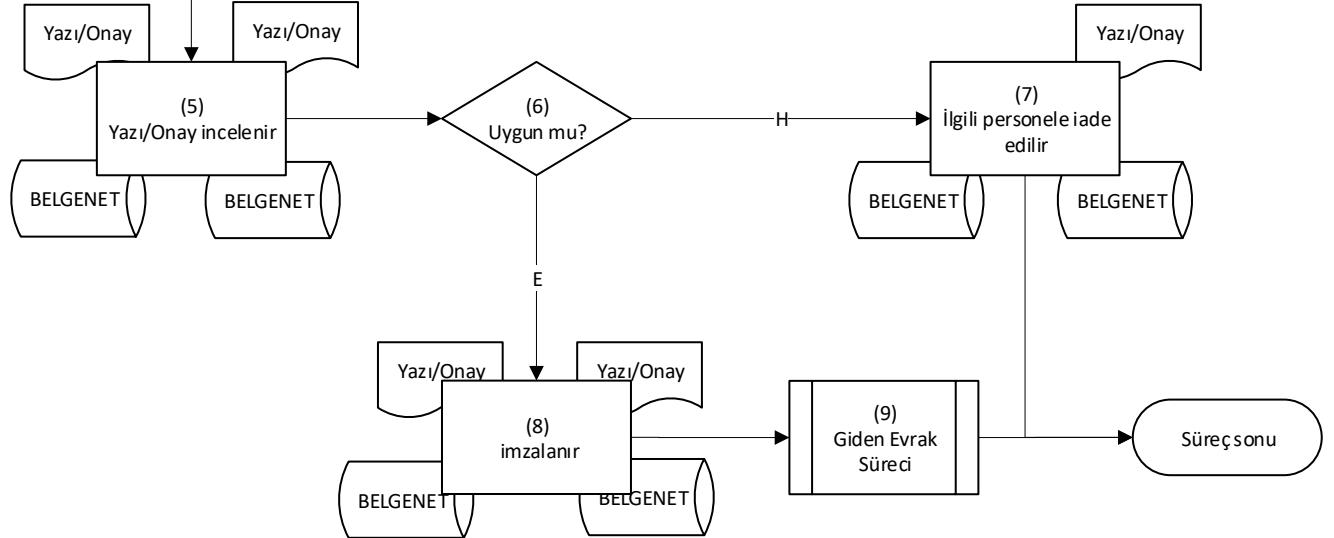 Yazı/Onay
Yazı/Onay
(5)
Yazı/Onay incelenir
BELGENET
BELGENET
(6)
Uygun mu?
H
Yazı/Onay
(7)
İlgili personele iade
edilir
BELGENET
BELGENET
E
Yazı/Onay
Yazı/Onay
(8)
imzalanır
BELGENET
BELGENET
(9)
Giden Evrak
Süreci
Süreç sonu